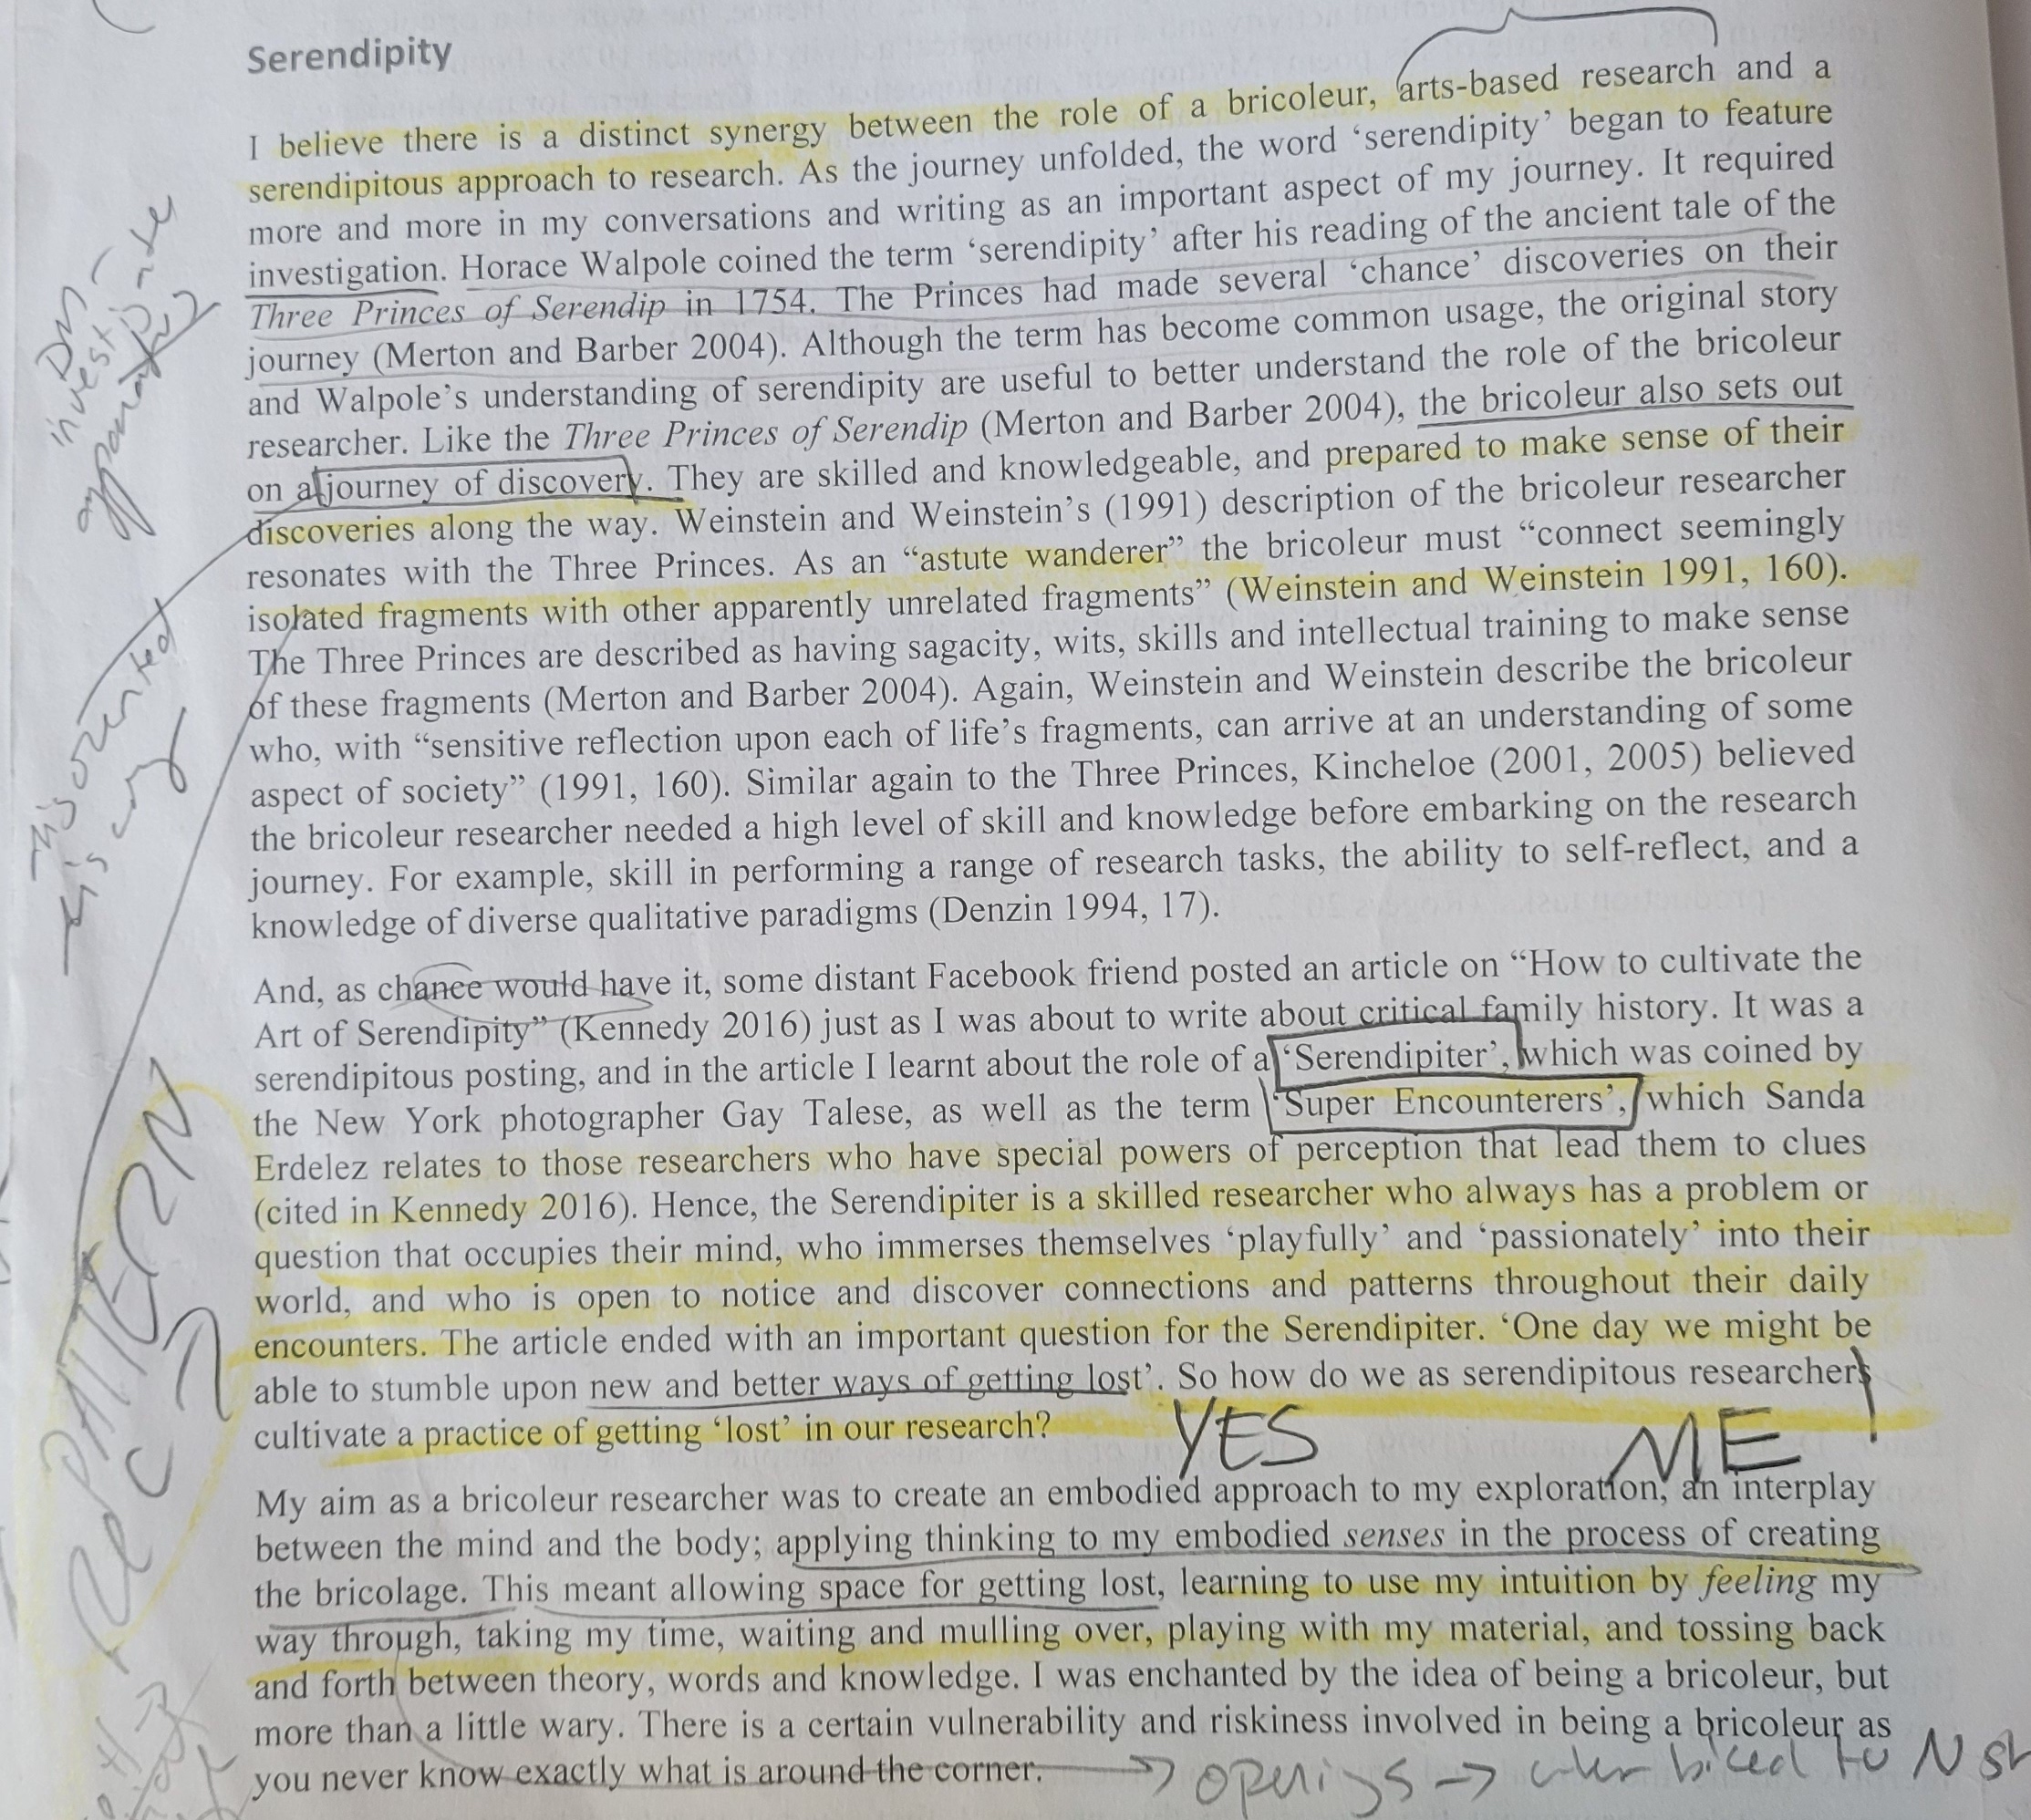 Serendipity
I believe there is a distinct synergy between the role of a bricoleur, arts-based research and a
serendipitous approach to research. As the journey unfolded, the word ‘serendipity’ began to feature
more and more in my conversations and writing as an important aspect of my journey. It required
investigation. Horace Walpole coined the term ‘serendipity’ after his reading of the ancient tale of the
Three Princes of Serendip in 1754. The Princes had made several ‘chance’ discoveries on their
journey (Merton and Barber 2004). Although the term has become common usage, the original story
and Walpole’s understanding of serendipity are useful to better understand the role of the bricoleur
researcher. Like the Three Princes of Serendip (Merton and Barber 2004), the bricoleur also sets out
on a journey of discovery. They are skilled and knowledgeable, and prepared to make sense of their
discoveries along the way. Weinstein and Weinstein’s (1991) description of the bricoleur researcher
resonates with the Three Princes. As an “astute wanderer” the bricoleur must “connect seemingly
isolated fragments with other apparently unrelated fragments” (Weinstein and Weinstein 1991, 160).
The Three Princes are described as having sagacity, wits, skills and intellectual training to make sense
of these fragments (Merton and Barber 2004). Again, Weinstein and Weinstein describe the bricoleur
who, with “sensitive reflection upon each of life’s fragments, can arrive at an understanding of some
aspect of society” (1991, 160). Similar again to the Three Princes, Kincheloe (2001, 2005) believed
the bricoleur researcher needed a high level of skill and knowledge before embarking on the research
journey. For example, skill in performing a range of research tasks, the ability to self-reflect, and a
knowledge of diverse qualitative paradigms (Denzin 1994, 17).
And, as chance would have it, some distant Facebook friend posted an article on “How to cultivate the
Art of Serendipity” (Kennedy 2016) just as I was about to write about critical family history. It was a
serendipitous posting, and in the article I learnt about the role of a ‘Serendipiter’, which was coined by
the New York photographer Gay Talese, as well as the term ‘Super Encounterers’, which Sanda
Erdelez relates to those researchers who have special powers of perception that lead them to clues
(cited in Kennedy 2016). Hence, the Serendipiter is a skilled researcher who always has a problem or
question that occupies their mind, who immerses themselves ‘playfully’ and ‘passionately’ into their
world, and who is open to notice and discover connections and patterns throughout their daily
encounters. The article ended with an important question for the Serendipiter. ‘One day we might be
able to stumble upon new and better ways of getting lost’. So how do we as serendipitous researchers
cultivate a practice of getting ‘lost’ in our research?
YES ME
My aim as a bricoleur researcher was to create an embodied approach to my exploration, an interplay
between the mind and the body; applying thinking to my embodied senses in the process of creating
the bricolage. This meant allowing space for getting lost, learning to use my intuition by feeling my
way through, taking my time, waiting and mulling over, playing with my material, and tossing back
and forth between theory, words and knowledge. I was enchanted by the idea of being a bricoleur, but
more than a little wary. There is a certain vulnerability and riskiness involved in being a bricoleur as
you never know exactly what is around the corner.
openings →
PATTERN